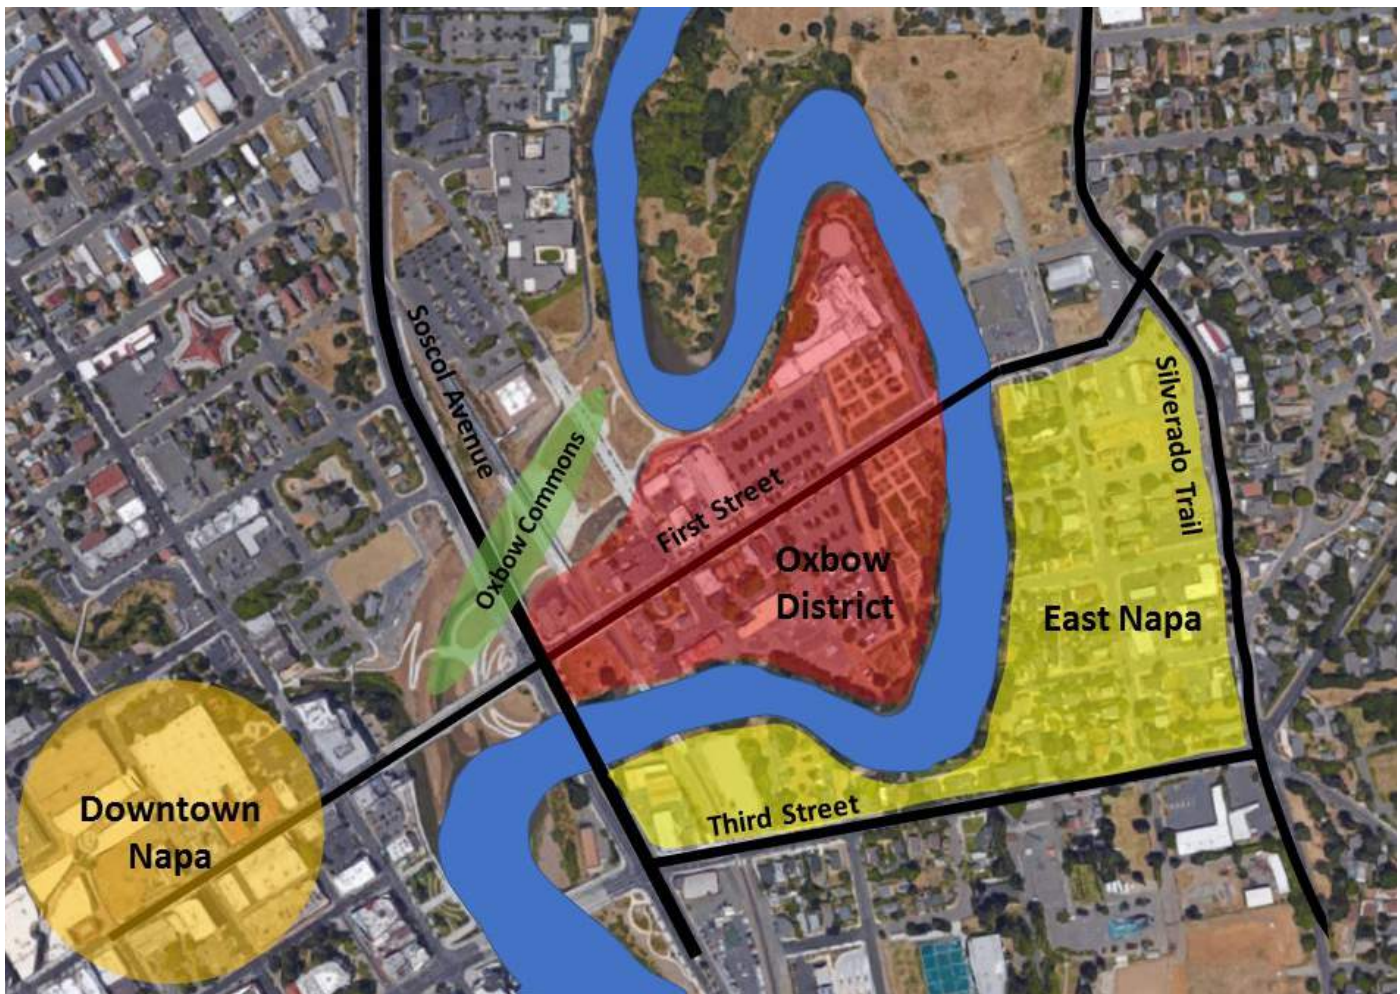 Soscol Avenue
Silverado Trail
Oxbow Commons
First Street
Oxbow
District
East Napa
Downtown
Napa
Third Street